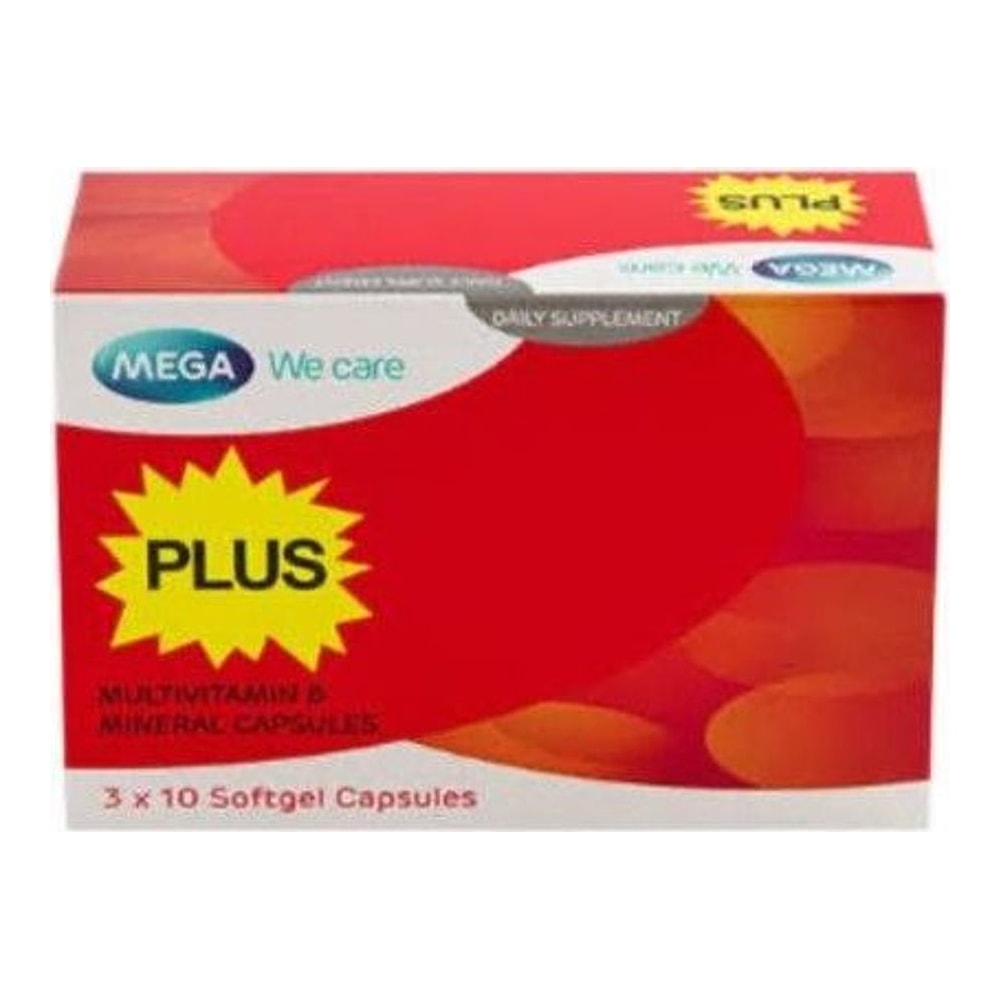 PLUS
MEGA We care
DAILY SUPPLEMENT
MEGA We care
PLUS
MULTIVITAMIN &
MINERAL CAPSULES
3 x 10 Softgel Capsules